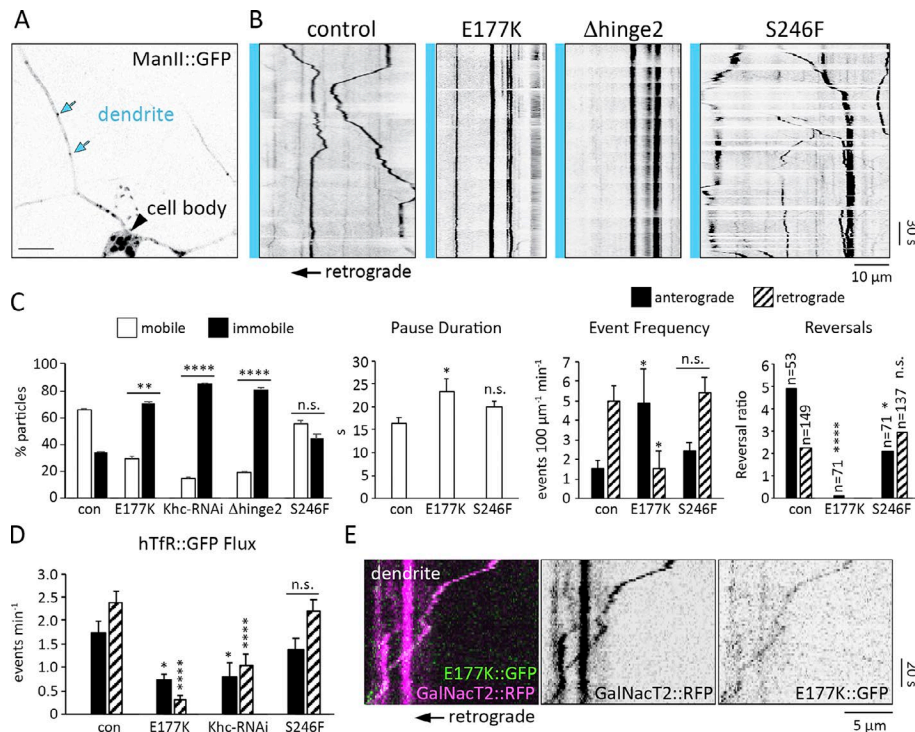 A
ManII::GFP
dendrite
cell body
B
control
E177K
Δhinge2
S246F
30 s
retrograde
10 μm
C
mobile
immobile
anterograde
retrograde
% particles
100
80
60
40
20
0
**
****
****
n.s.
con
E177K
Khc-RNAi
Δhinge2
S246F
Pause Duration
s
30
25
20
15
10
5
0
*
n.s.
con
E177K
S246F
Event Frequency
events 100 μm⁻¹ min⁻¹
7
6
5
4
3
2
1
0
*
*
n.s.
con
E177K
S246F
Reversals
Reversal ratio
6.0
4.0
2.0
0.0
n=53
n=149
n=71 ****
n=71 *
n=137
n.s.
con
E177K
S246F
D
hTfR::GFP Flux
events min⁻¹
3.0
2.5
2.0
1.5
1.0
0.5
0.0
*
****
*
****
n.s.
con
E177K
Khc-RNAi
S246F
E
dendrite
E177K::GFP
GalNacT2::RFP
GalNacT2::RFP
E177K::GFP
20 s
retrograde
5 μm